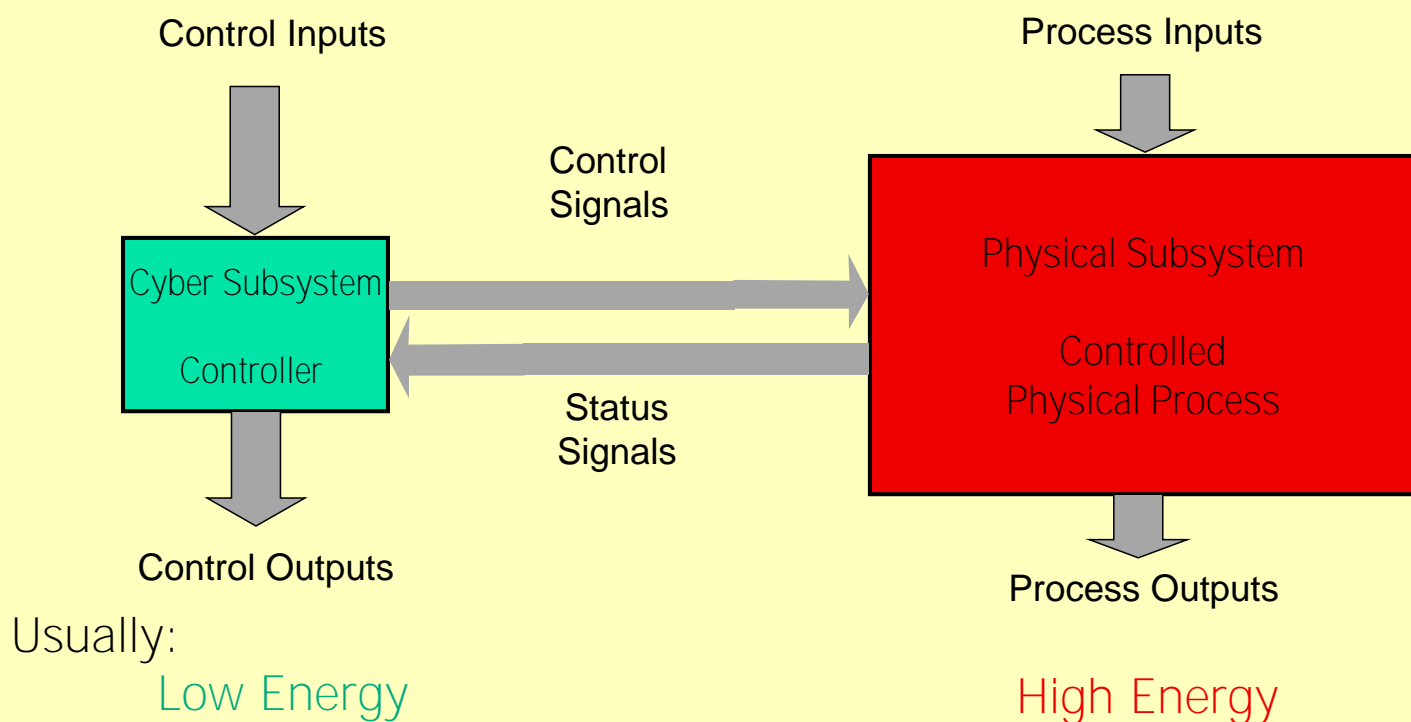 Control Inputs
Process Inputs
Control
Signals
Cyber Subsystem
Controller
Physical Subsystem
Controlled
Physical Process
Status
Signals
Control Outputs
Process Outputs
Usually:
Low Energy
High Energy